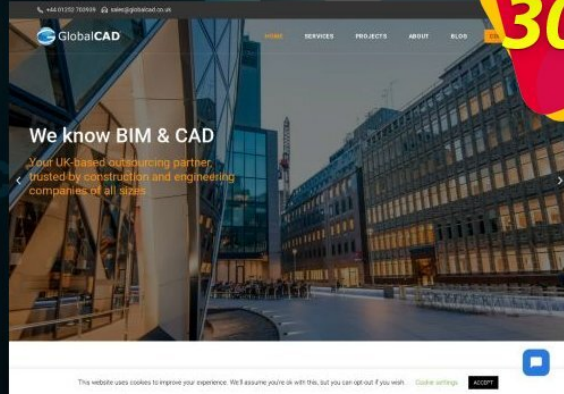 +44 01252 793939 sales@globalcad.co.uk
GlobalCAD
HOME SERVICES PROJECTS ABOUT BLOG
30
We know BIM & CAD
Your UK-based outsourcing partner,
trusted by construction and engineering
companies of all sizes
This website uses cookies to improve your experience. We'll assume you're ok with this, but you can opt-out if you wish. Cookie settings ACCEPT